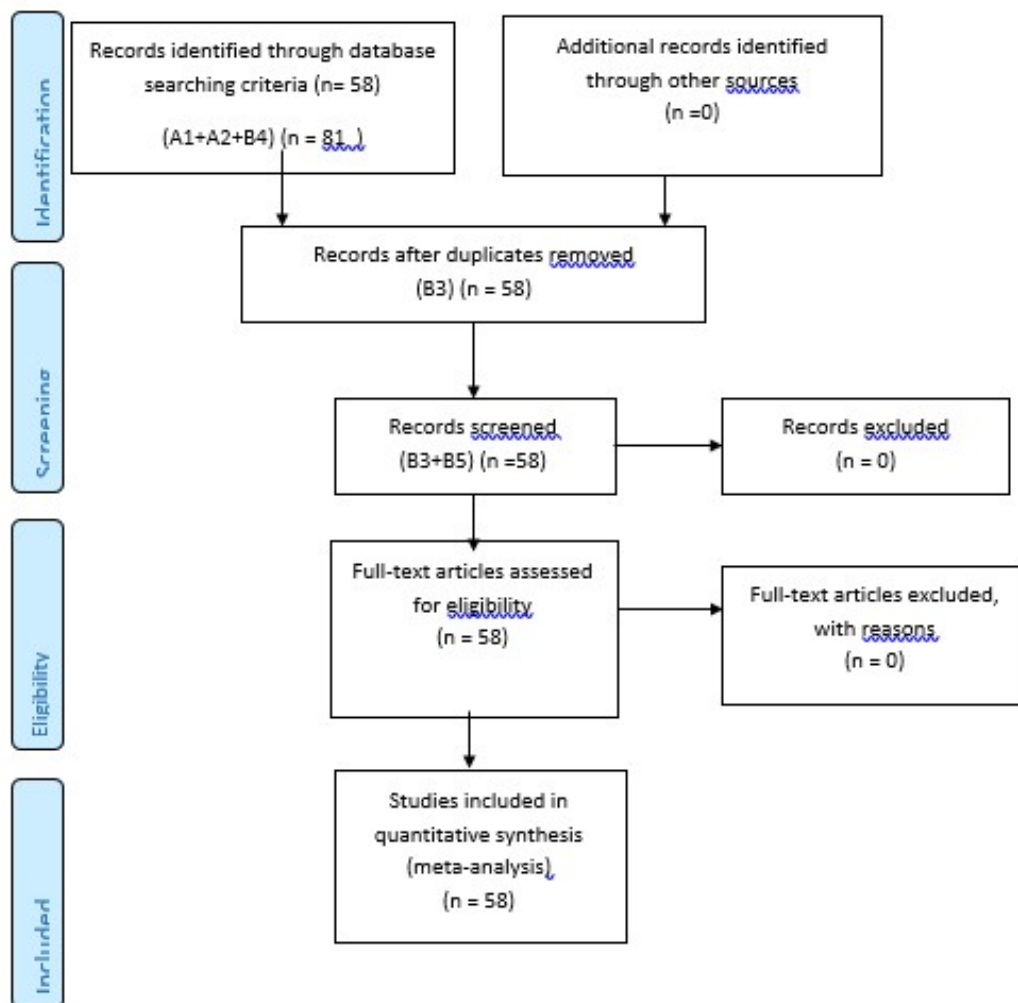 Identification
Records identified through database
searching criteria (n= 58)
(A1+A2+B4) (n = 81 )
Additional records identified
through other sources
(n =0)
Records after duplicates removed
(B3) (n = 58)
Screening
Records screened
(B3+B5) (n =58)
Records excluded
(n = 0)
Eligibility
Full-text articles assessed
for eligibility
(n = 58)
Full-text articles excluded,
with reasons
(n = 0)
Included
Studies included in
quantitative synthesis
(meta-analysis)
(n = 58)